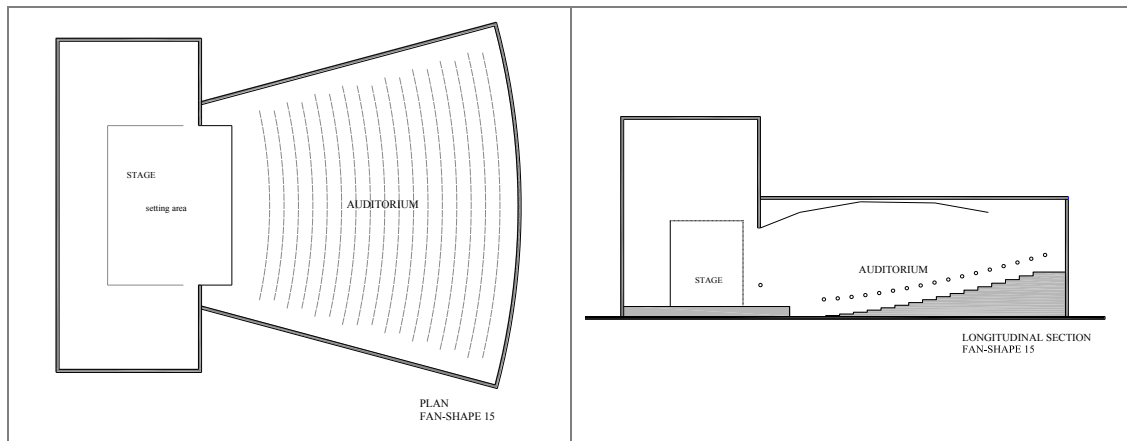 STAGE
setting area
AUDITORIUM
PLAN
FAN-SHAPE 15
AUDITORIUM
STAGE
LONGITUDINAL SECTION
FAN-SHAPE 15